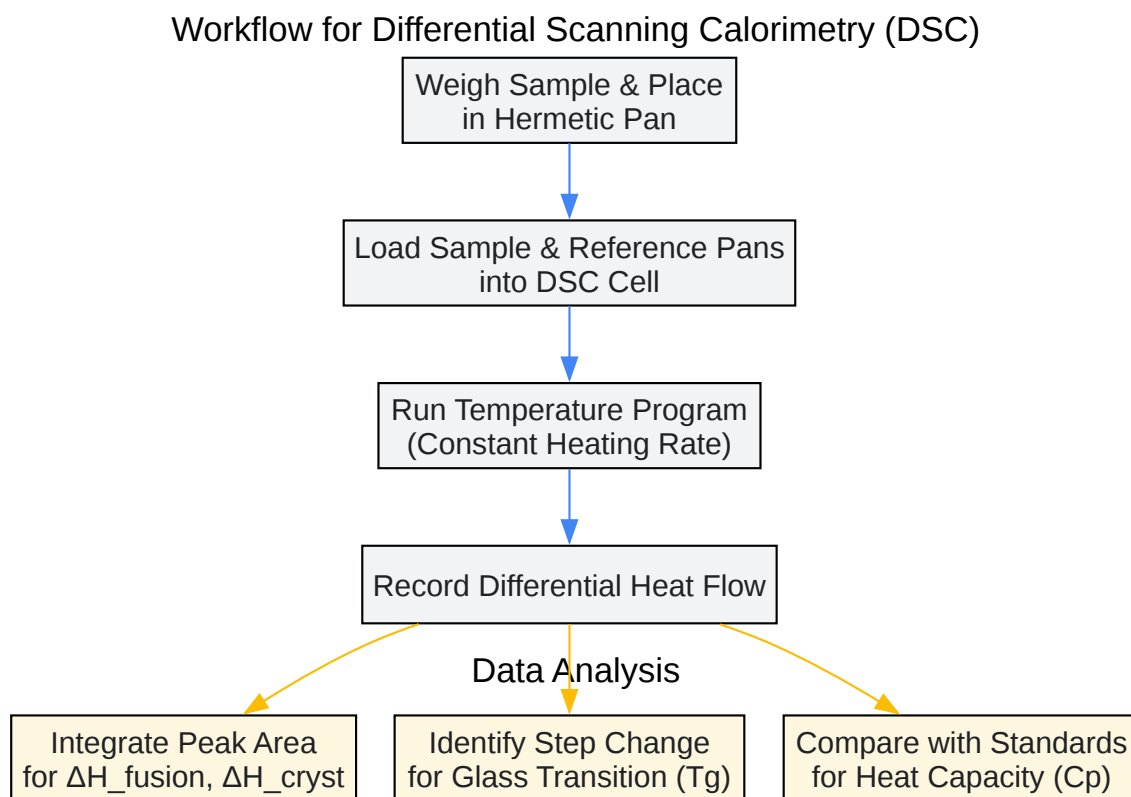 Workflow for Differential Scanning Calorimetry (DSC)
Weigh Sample & Place
in Hermetic Pan
Load Sample & Reference Pans
into DSC Cell
Run Temperature Program
(Constant Heating Rate)
Record Differential Heat Flow
Data Analysis
Integrate Peak Area
for ΔH_fusion, ΔH_cryst
Identify Step Change
for Glass Transition (Tg)
Compare with Standards
for Heat Capacity (Cp)